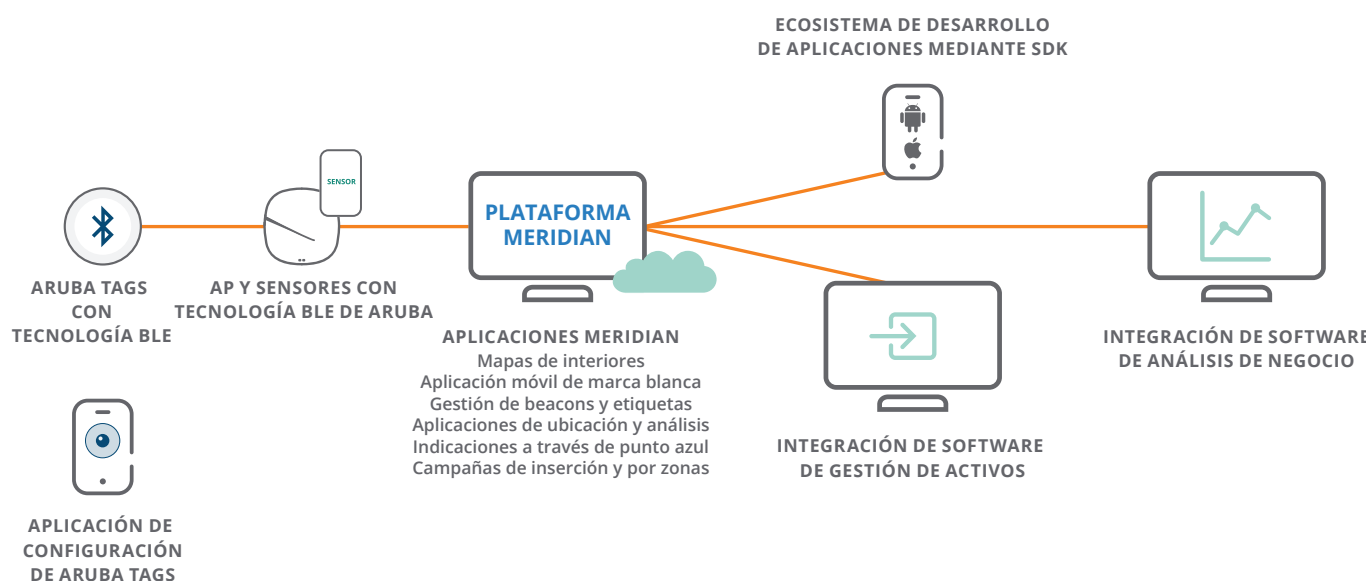 ECOSISTEMA DE DESARROLLO
DE APLICACIONES MEDIANTE SDK
SENSOR
PLATAFORMA
MERIDIAN
ARUBA TAGS
CON
TECNOLOGÍA BLE
AP Y SENSORES CON
TECNOLOGÍA BLE DE ARUBA
APLICACIONES MERIDIAN
Mapas de interiores
Aplicación móvil de marca blanca
Gestión de beacons y etiquetas
Aplicaciones de ubicación y análisis
Indicaciones a través de punto azul
Campañas de inserción y por zonas
INTEGRACIÓN DE SOFTWARE
DE GESTIÓN DE ACTIVOS
INTEGRACIÓN DE SOFTWARE
DE ANÁLISIS DE NEGOCIO
APLICACIÓN DE
CONFIGURACIÓN
DE ARUBA TAGS